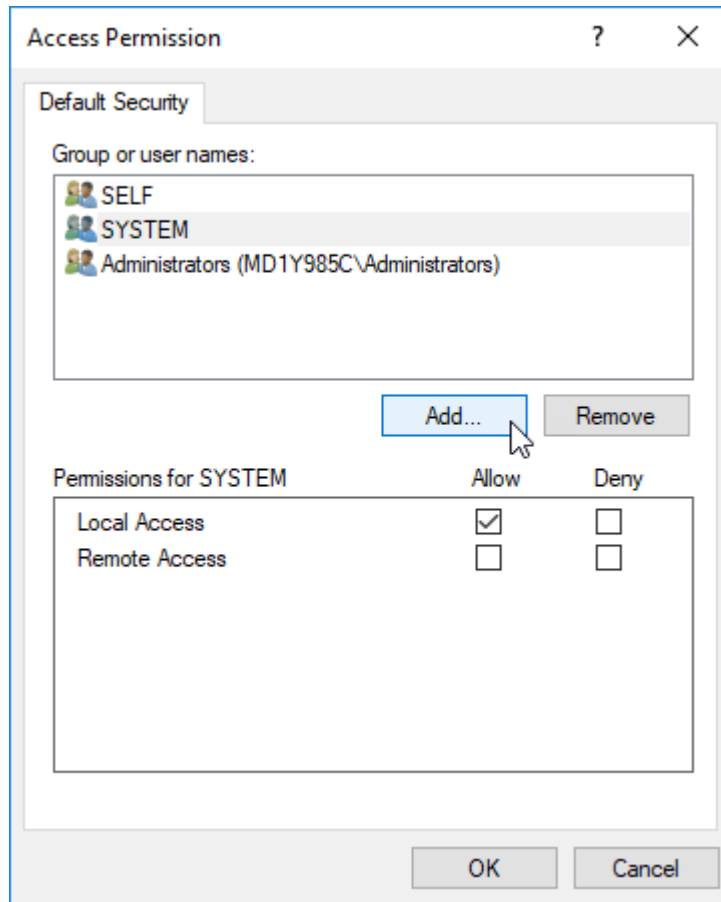 Access Permission ?
Default Security
Group or user names:
SELF
SYSTEM
Administrators (MD1Y985C\Administrators)
Add... Remove
Permissions for SYSTEM Allow Deny
Local Access
Remote Access
OK Cancel